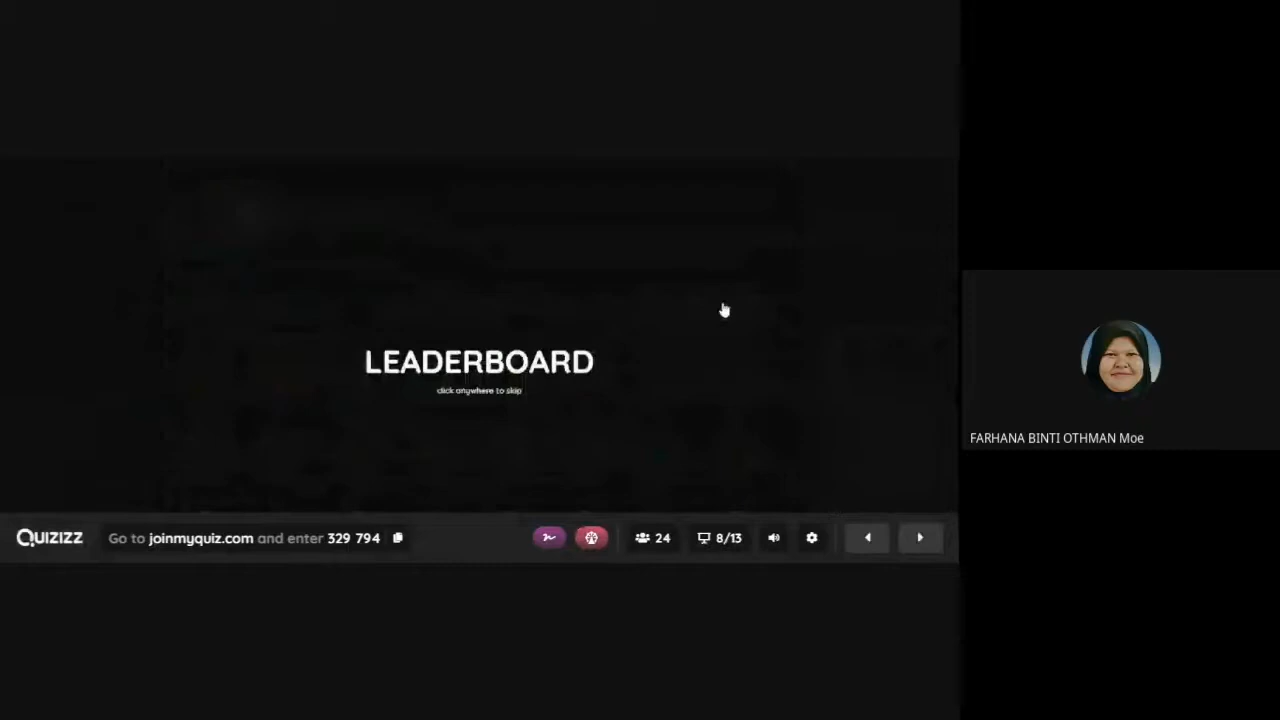 LEADERBOARD
click anywhere to skip
FARHANA BINTI OTHMAN Moe
QUIZIZZ Go to joinmyquiz.com and enter 329 794 24 8/13